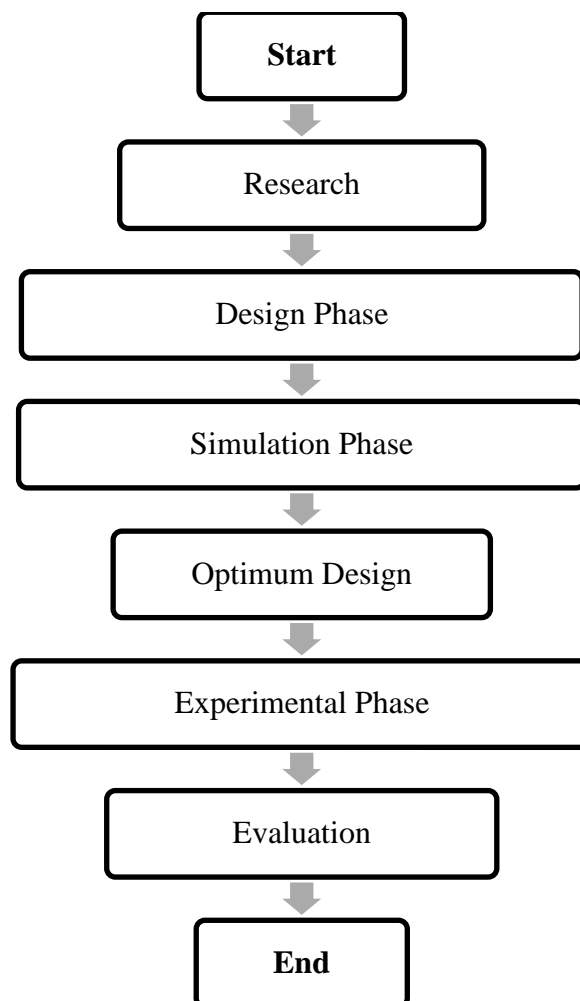 Start
Research
Design Phase
Simulation Phase
Optimum Design
Experimental Phase
Evaluation
End